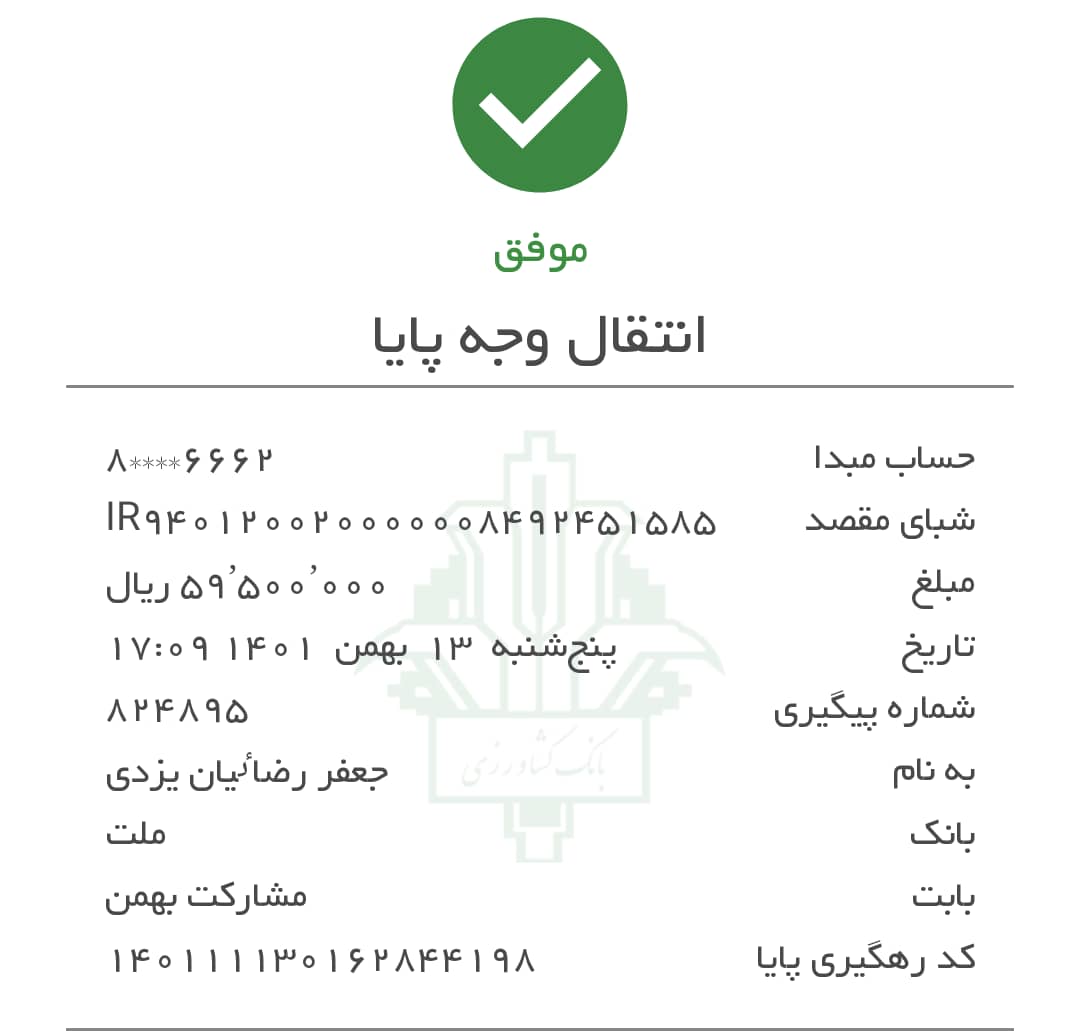 موفق
انتقال وجه پایا
حساب مبدا ۸****۶۶۶۲
شبای مقصد IR۹۴۰۱۲۰۰۲۰۰۰۰۰۰۸۴۹۲۴۵۱۵۸۵
مبلغ ۵۹٬۵۰۰٬۰۰۰ ریال
تاریخ پنج‌شنبه ۱۳ بهمن ۱۴۰۱ ۱۷:۰۹
شماره پیگیری ۸۲۴۸۹۵
به نام جعفر رضائیان یزدی
بانک ملت
بابت مشارکت بهمن
کد رهگیری پایا ۱۴۰۱۱۱۱۳۰۱۶۲۸۴۴۱۹۸
بانک کشاورزی